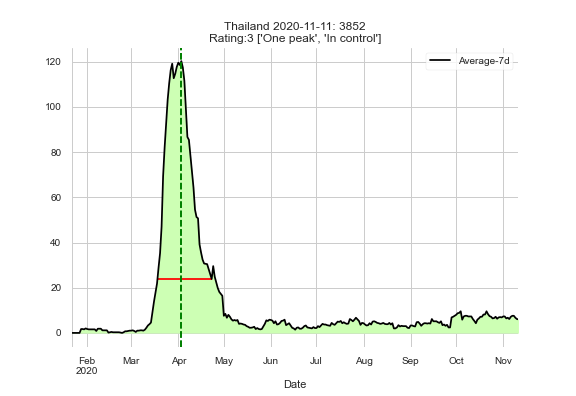 Thailand 2020-11-11: 3852
Rating:3 ['One peak', 'In control']
Average-7d
120
100
80
60
40
20
0
Feb Mar Apr May Jun Jul Aug Sep Oct Nov
2020
Date